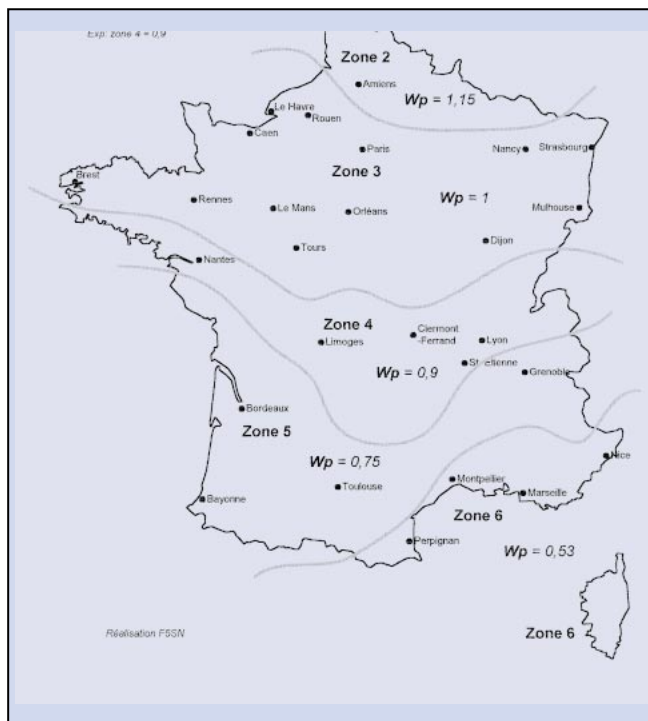 Exp: zone 4 = 0,9
Zone 2
Amiens
Wp = 1,15
Le Havre
Rouen
Caen
Paris
Nancy
Strasbourg
Zone 3
Brest
Rennes
Le Mans
Orléans
Wp = 1
Mulhouse
Tours
Dijon
Nantes
Zone 4
Clermont
-Ferrand
Lyon
Limoges
St-Etienne
Wp = 0,9
Grenoble
Bordeaux
Zone 5
Wp = 0,75
Nice
Toulouse
Montpellier
Marseille
Bayonne
Zone 6
Perpignan
Wp = 0,53
Réalisation F5SN
Zone 6